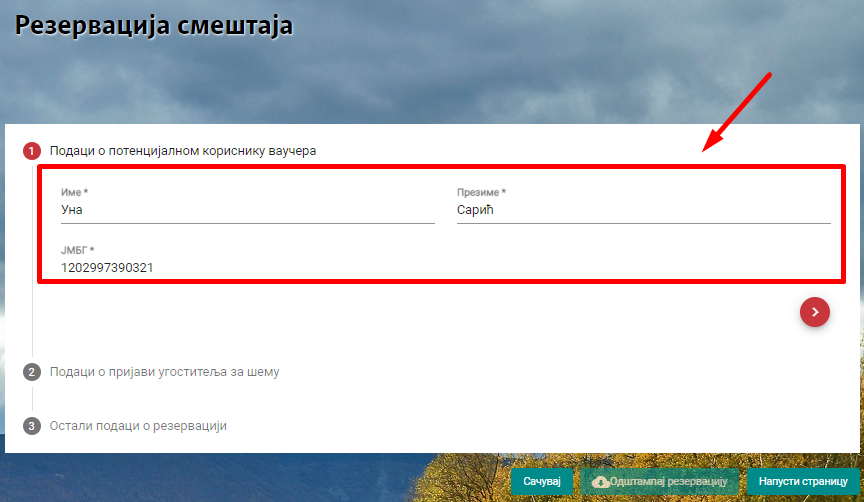 Резервација смештаја
1 Подаци о потенцијалном кориснику ваучера
Име * Презиме *
Уна Сарић
ЈМБГ *
1202997390321
2 Подаци о пријави угоститеља за шему
3 Остали подаци о резервацији
Сачувај Одштампај резервацију Напусти страницу